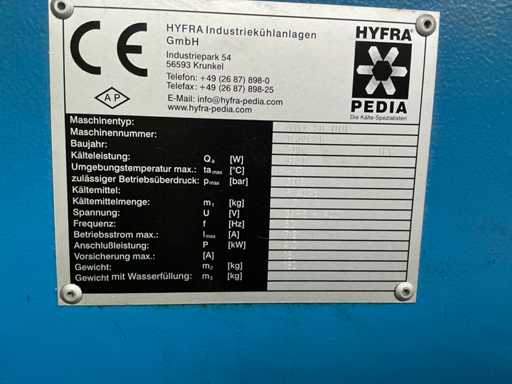 CE
HYFRA Industriekühlanlagen
GmbH
Industriepark 54
56593 Krunkel
Telefon: +49 (26 87) 898-0
Telefax: +49 (26 87) 898-25
E-Mail: info@hyfra-pedia.com
www.hyfra-pedia.com
AP
HYFRA®
PEDIA
Die Kälte-Spezialisten
Maschinentyp:
Maschinennummer:
Baujahr:
Kälteleistung: Qo [W]
Umgebungstemperatur max.: ta max [°C]
zulässiger Betriebsüberdruck: pmax [bar]
Kältemittel:
Kältemittelmenge: m1 [kg]
Spannung: U [V]
Frequenz: f [Hz]
Betriebsstrom max.: Imax [A]
Anschlußleistung: P [kW]
Vorsicherung max.: [A]
Gewicht: m2 [kg]
Gewicht mit Wasserfüllung: m3 [kg]